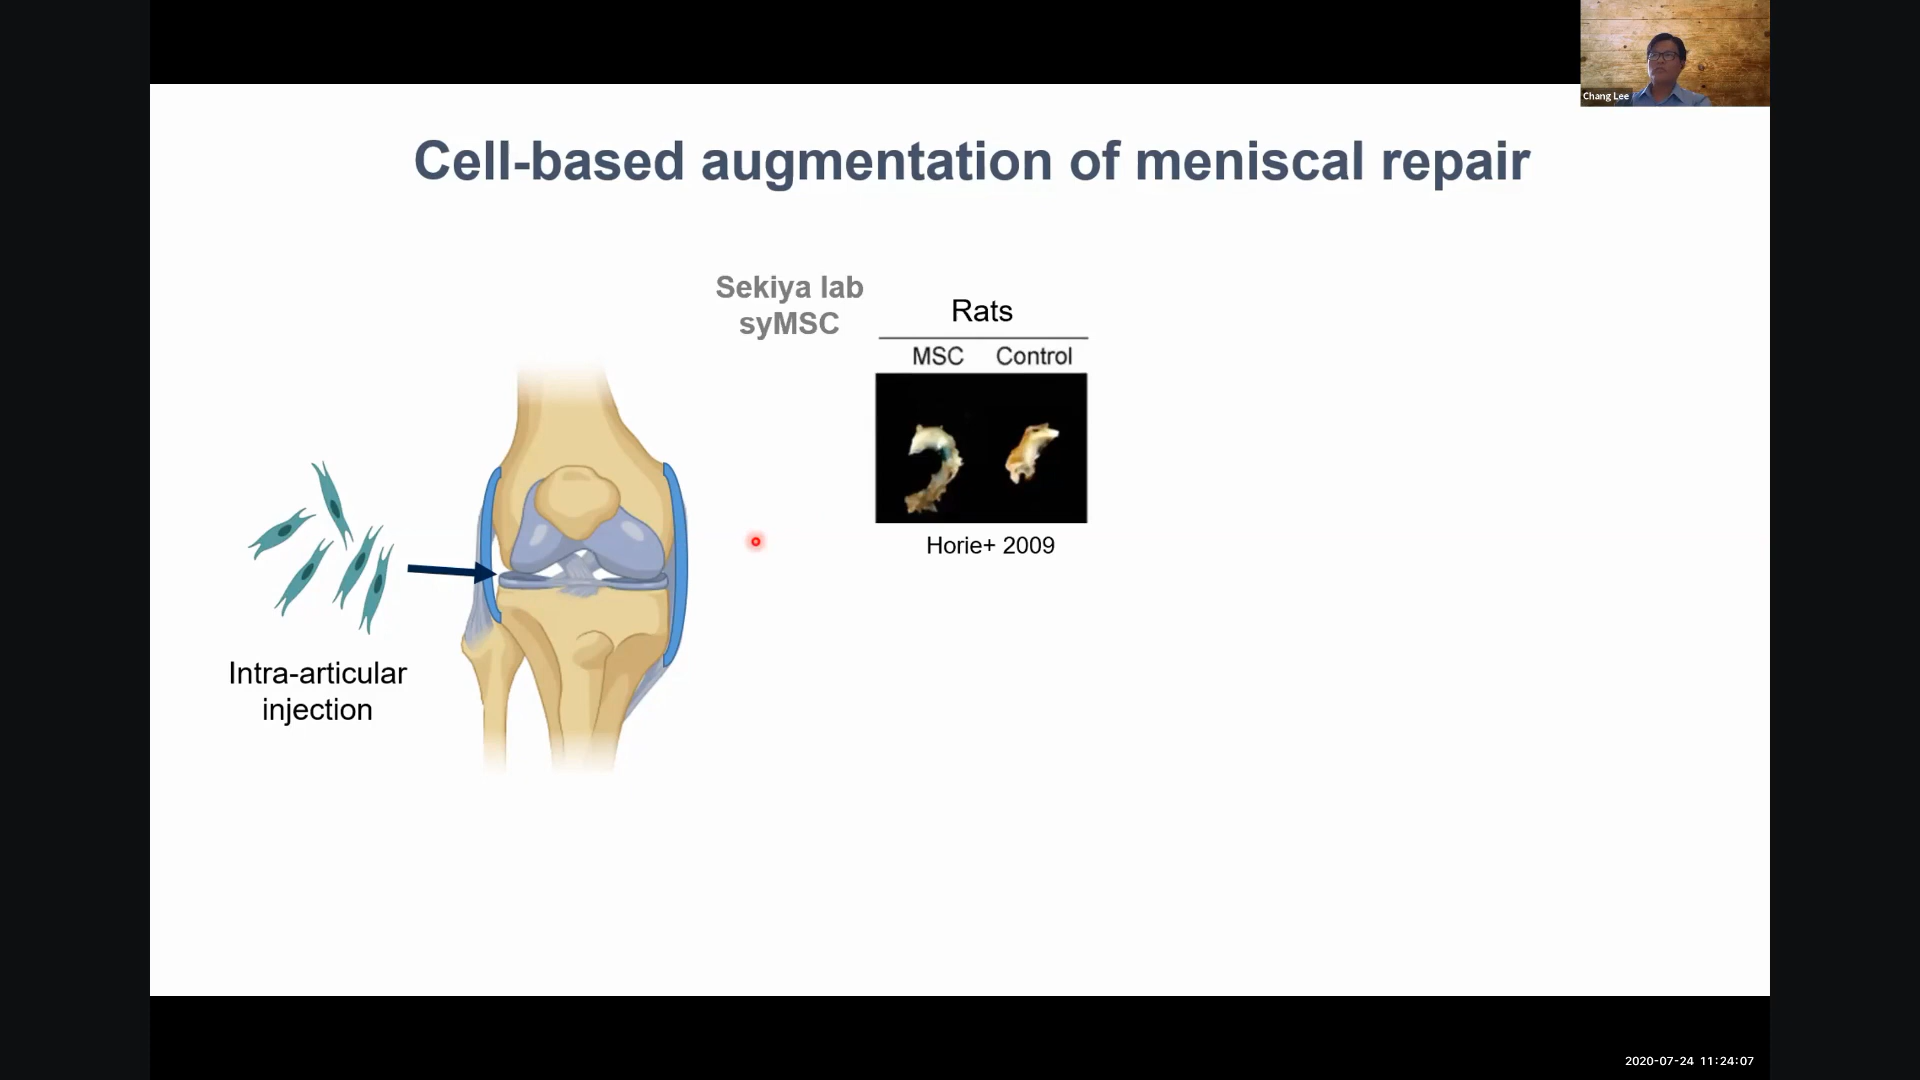 Chang Lee
Cell-based augmentation of meniscal repair
Sekiya lab
syMSC
Rats
MSC Control
Horie+ 2009
Intra-articular
injection
2020-07-24 11:24:07